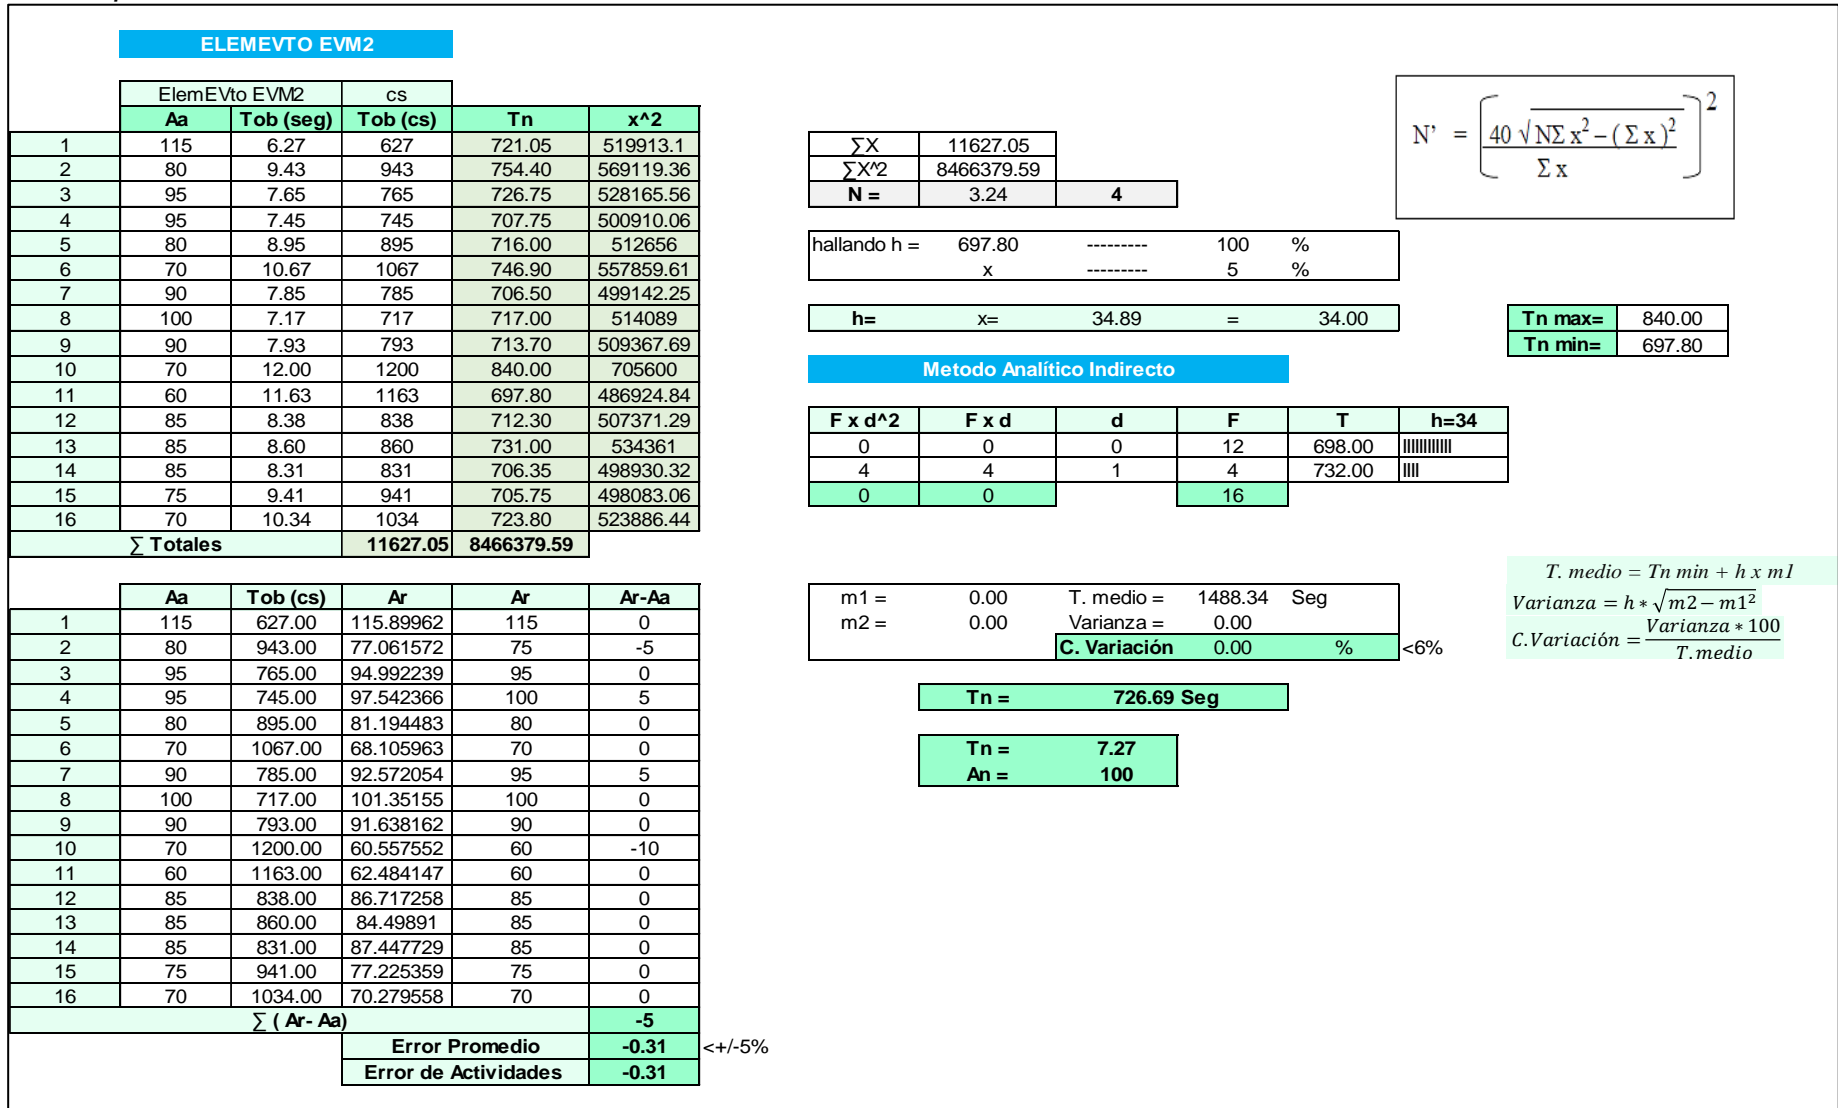 ELEMEVTO EVM2
ElemEVto EVM2 cs
Aa Tob (seg) Tob (cs) Tn x^2
1 115 6.27 627 721.05 519913.1
2 80 9.43 943 754.40 569119.36
3 95 7.65 765 726.75 528165.56
4 95 7.45 745 707.75 500910.06
5 80 8.95 895 716.00 512656
6 70 10.67 1067 746.90 557859.61
7 90 7.85 785 706.50 499142.25
8 100 7.17 717 717.00 514089
9 90 7.93 793 713.70 509367.69
10 70 12.00 1200 840.00 705600
11 60 11.63 1163 697.80 486924.84
12 85 8.38 838 712.30 507371.29
13 85 8.60 860 731.00 534361
14 85 8.31 831 706.35 498930.32
15 75 9.41 941 705.75 498083.06
16 70 10.34 1034 723.80 523886.44
∑ Totales 11627.05 8466379.59
∑X 11627.05
∑X^2 8466379.59
N = 3.24 4
N' = [40 √NΣx² – (Σx)² / Σx]²
hallando h = 697.80 --------- 100 %
x --------- 5 %
h= x= 34.89 = 34.00
Tn max= 840.00
Tn min= 697.80
Metodo Analítico Indirecto
F x d^2 F x d d F T h=34
0 0 0 12 698.00 IIIIIIIIIIII
4 4 1 4 732.00 IIII
0 0 16
Aa Tob (cs) Ar Ar Ar-Aa
1 115 627.00 115.89962 115 0
2 80 943.00 77.061572 75 -5
3 95 765.00 94.992239 95 0
4 95 745.00 97.542366 100 5
5 80 895.00 81.194483 80 0
6 70 1067.00 68.105963 70 0
7 90 785.00 92.572054 95 5
8 100 717.00 101.35155 100 0
9 90 793.00 91.638162 90 0
10 70 1200.00 60.557552 60 -10
11 60 1163.00 62.484147 60 0
12 85 838.00 86.717258 85 0
13 85 860.00 84.49891 85 0
14 85 831.00 87.447729 85 0
15 75 941.00 77.225359 75 0
16 70 1034.00 70.279558 70 0
∑ ( Ar- Aa) -5
Error Promedio -0.31 <+/-5%
Error de Actividades -0.31
m1 = 0.00 T. medio = 1488.34 Seg
m2 = 0.00 Varianza = 0.00
C. Variación 0.00 % <6%
T. medio = Tn min + h x m1
Varianza = h * √m2 − m1²
C.Variación = Varianza * 100 / T.medio
Tn = 726.69 Seg
Tn = 7.27
An = 100